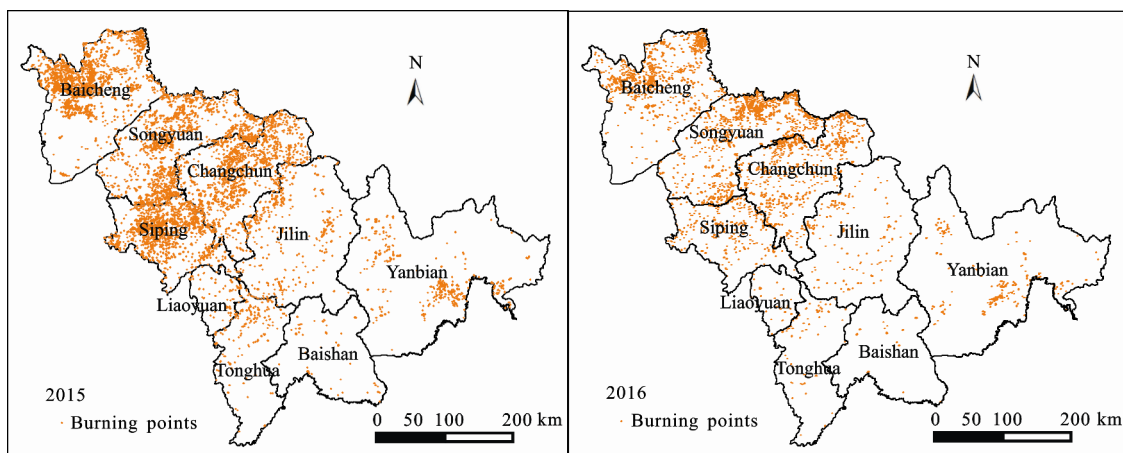 N
Baicheng
Songyuan
Changchun
Siping
Jilin
Yanbian
Liaoyuan
Baishan
Tonghua
2015
Burning points
0 50 100 200 km
N
Baicheng
Songyuan
Changchun
Siping
Jilin
Yanbian
Liaoyuan
Baishan
Tonghua
2016
Burning points
0 50 100 200 km